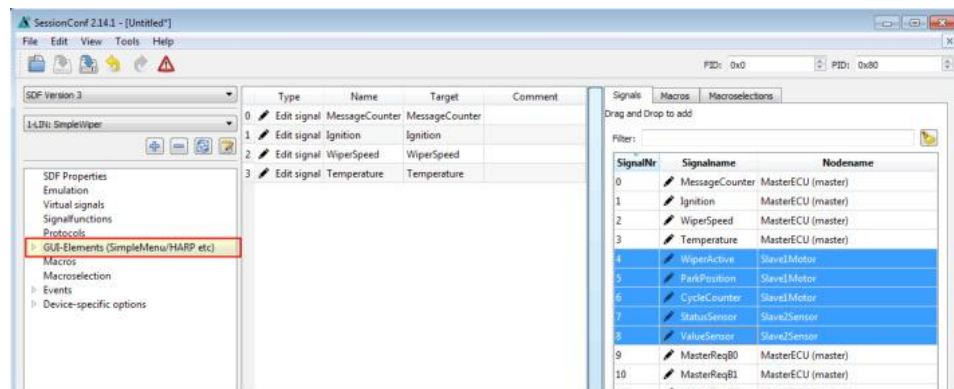 SessionConf 2.14.1 - [Untitled*]
File Edit View Tools Help
PID: 0x0 PID: 0x80
SDF Version 3
1-LIN: SimpleWiper
SDF Properties
Emulation
Virtual signals
Signalfunctions
Protocols
GUI-Elements (SimpleMenu/HARP etc)
Macros
Macroselection
Events
Device-specific options
Type Name Target Comment
0 Edit signal MessageCounter MessageCounter
1 Edit signal Ignition Ignition
2 Edit signal WiperSpeed WiperSpeed
3 Edit signal Temperature Temperature
Signals Macros Macroselections
Drag and Drop to add
Filter:
SignalNr Signalname Nodename
0 MessageCounter MasterECU (master)
1 Ignition MasterECU (master)
2 WiperSpeed MasterECU (master)
3 Temperature MasterECU (master)
4 WiperActive Slave1Motor
5 ParkPosition Slave1Motor
6 CycleCounter Slave1Motor
7 StatusSensor Slave2Sensor
8 ValueSensor Slave2Sensor
9 MasterReqB0 MasterECU (master)
10 MasterReqB1 MasterECU (master)